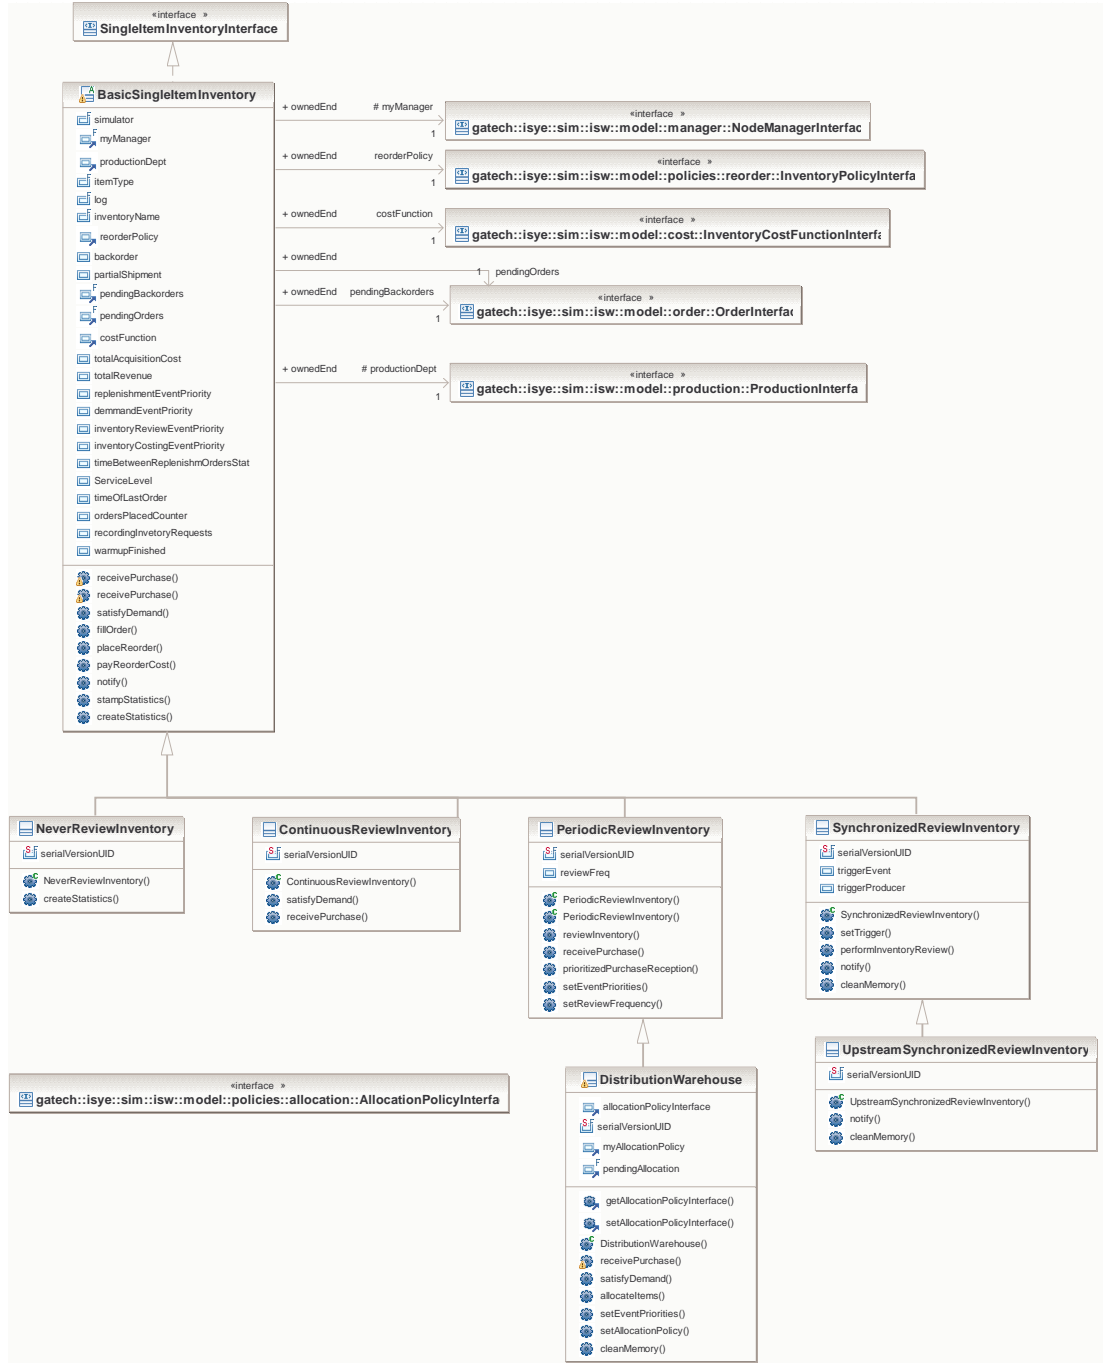 «interface »
SingleItemInventoryInterface
BasicSingleItemInventory
simulator
myManager
productionDept
itemType
log
inventoryName
reorderPolicy
backorder
partialShipment
pendingBackorders
pendingOrders
costFunction
totalAcquisitionCost
totalRevenue
replenishmentEventPriority
demmandEventPriority
inventoryReviewEventPriority
inventoryCostingEventPriority
timeBetweenReplenishmOrdersStat
ServiceLevel
timeOfLastOrder
ordersPlacedCounter
recordingInvetoryRequests
warmupFinished
receivePurchase()
receivePurchase()
satisfyDemand()
fillOrder()
placeReorder()
payReorderCost()
notify()
stampStatistics()
createStatistics()
+ ownedEnd # myManager
1
«interface »
gatech::isye::sim::isw::model::manager::NodeManagerInterfac
+ ownedEnd reorderPolicy
1
«interface »
gatech::isye::sim::isw::model::policies::reorder::InventoryPolicyInterfa
+ ownedEnd costFunction
1
«interface »
gatech::isye::sim::isw::model::cost::InventoryCostFunctionInterfa
+ ownedEnd
1 pendingOrders
+ ownedEnd pendingBackorders
1
«interface »
gatech::isye::sim::isw::model::order::OrderInterfac
+ ownedEnd # productionDept
1
«interface »
gatech::isye::sim::isw::model::production::ProductionInterfa
NeverReviewInventory
serialVersionUID
NeverReviewInventory()
createStatistics()
ContinuousReviewInventory
serialVersionUID
ContinuousReviewInventory()
satisfyDemand()
receivePurchase()
PeriodicReviewInventory
serialVersionUID
reviewFreq
PeriodicReviewInventory()
PeriodicReviewInventory()
reviewInventory()
receivePurchase()
prioritizedPurchaseReception()
setEventPriorities()
setReviewFrequency()
SynchronizedReviewInventory
serialVersionUID
triggerEvent
triggerProducer
SynchronizedReviewInventory()
setTrigger()
performInventoryReview()
notify()
cleanMemory()
UpstreamSynchronizedReviewInventory
serialVersionUID
UpstreamSynchronizedReviewInventory()
notify()
cleanMemory()
«interface »
gatech::isye::sim::isw::model::policies::allocation::AllocationPolicyInterfa
DistributionWarehouse
allocationPolicyInterface
serialVersionUID
myAllocationPolicy
pendingAllocation
getAllocationPolicyInterface()
setAllocationPolicyInterface()
DistributionWarehouse()
receivePurchase()
satisfyDemand()
allocateItems()
setEventPriorities()
setAllocationPolicy()
cleanMemory()